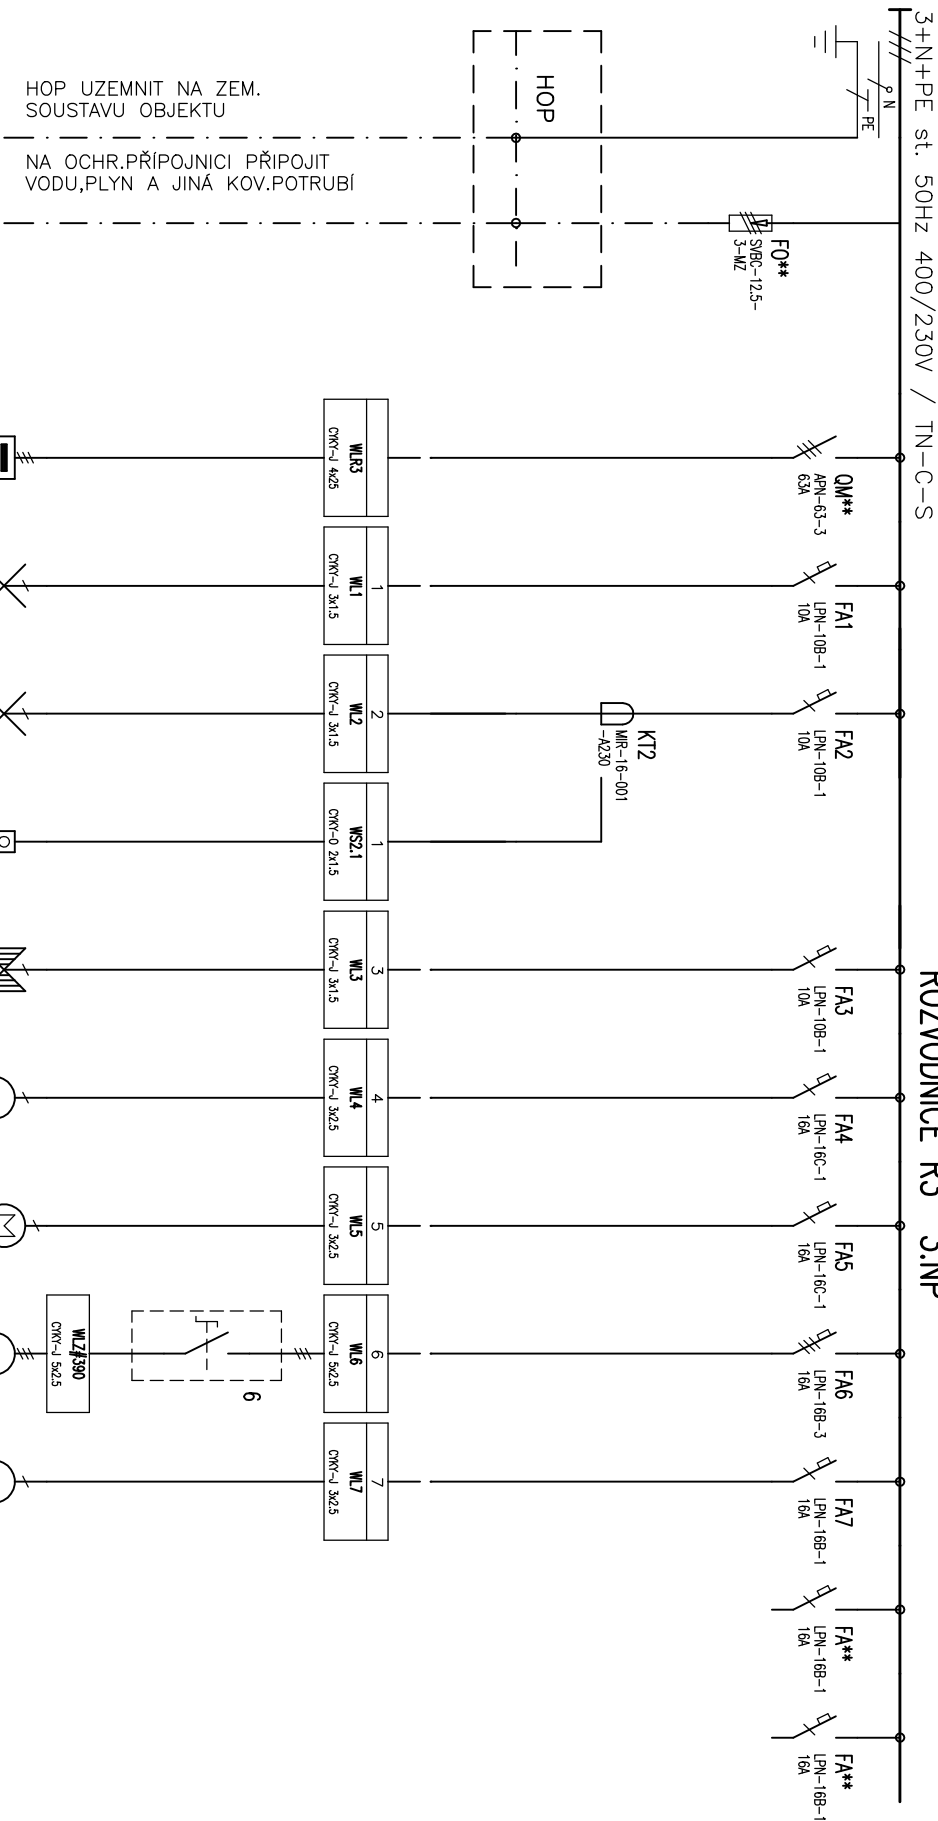 3+N+PE st. 50Hz 400/230V / TN-C-S
N
PE
HOP UZEMNIT NA ZEM.
SOUSTAVU OBJEKTU
NA OCHR.PŘÍPOJNICI PŘIPOJIT
VODU,PLYN A JINÁ KOV.POTRUBÍ
HOP
FO**
SVBC-12.5-
3-MZ
ROZVODNICE R3 3.NP
QM**
APN-63-3
63A
FA1
LPN-10B-1
10A
FA2
LPN-10B-1
10A
FA3
LPN-10B-1
10A
FA4
LPN-16C-1
16A
FA5
LPN-16C-1
16A
FA6
LPN-16B-3
16A
FA7
LPN-16B-1
16A
FA**
LPN-16B-1
16A
FA**
LPN-16B-1
16A
KT2
MIR-16-001
-A230
WLR3
CYKY-J 4x25
1
WL1
CYKY-J 3x1.5
2
WL2
CYKY-J 3x1.5
1
WS2.1
CYKY-O 2x1.5
3
WL3
CYKY-J 3x1.5
4
WL4
CYKY-J 3x2.5
5
WL5
CYKY-J 3x2.5
6
WL6
CYKY-J 5x2.5
7
WL7
CYKY-J 3x2.5
6
WLZ#390
CYKY-J 5x2.5
M